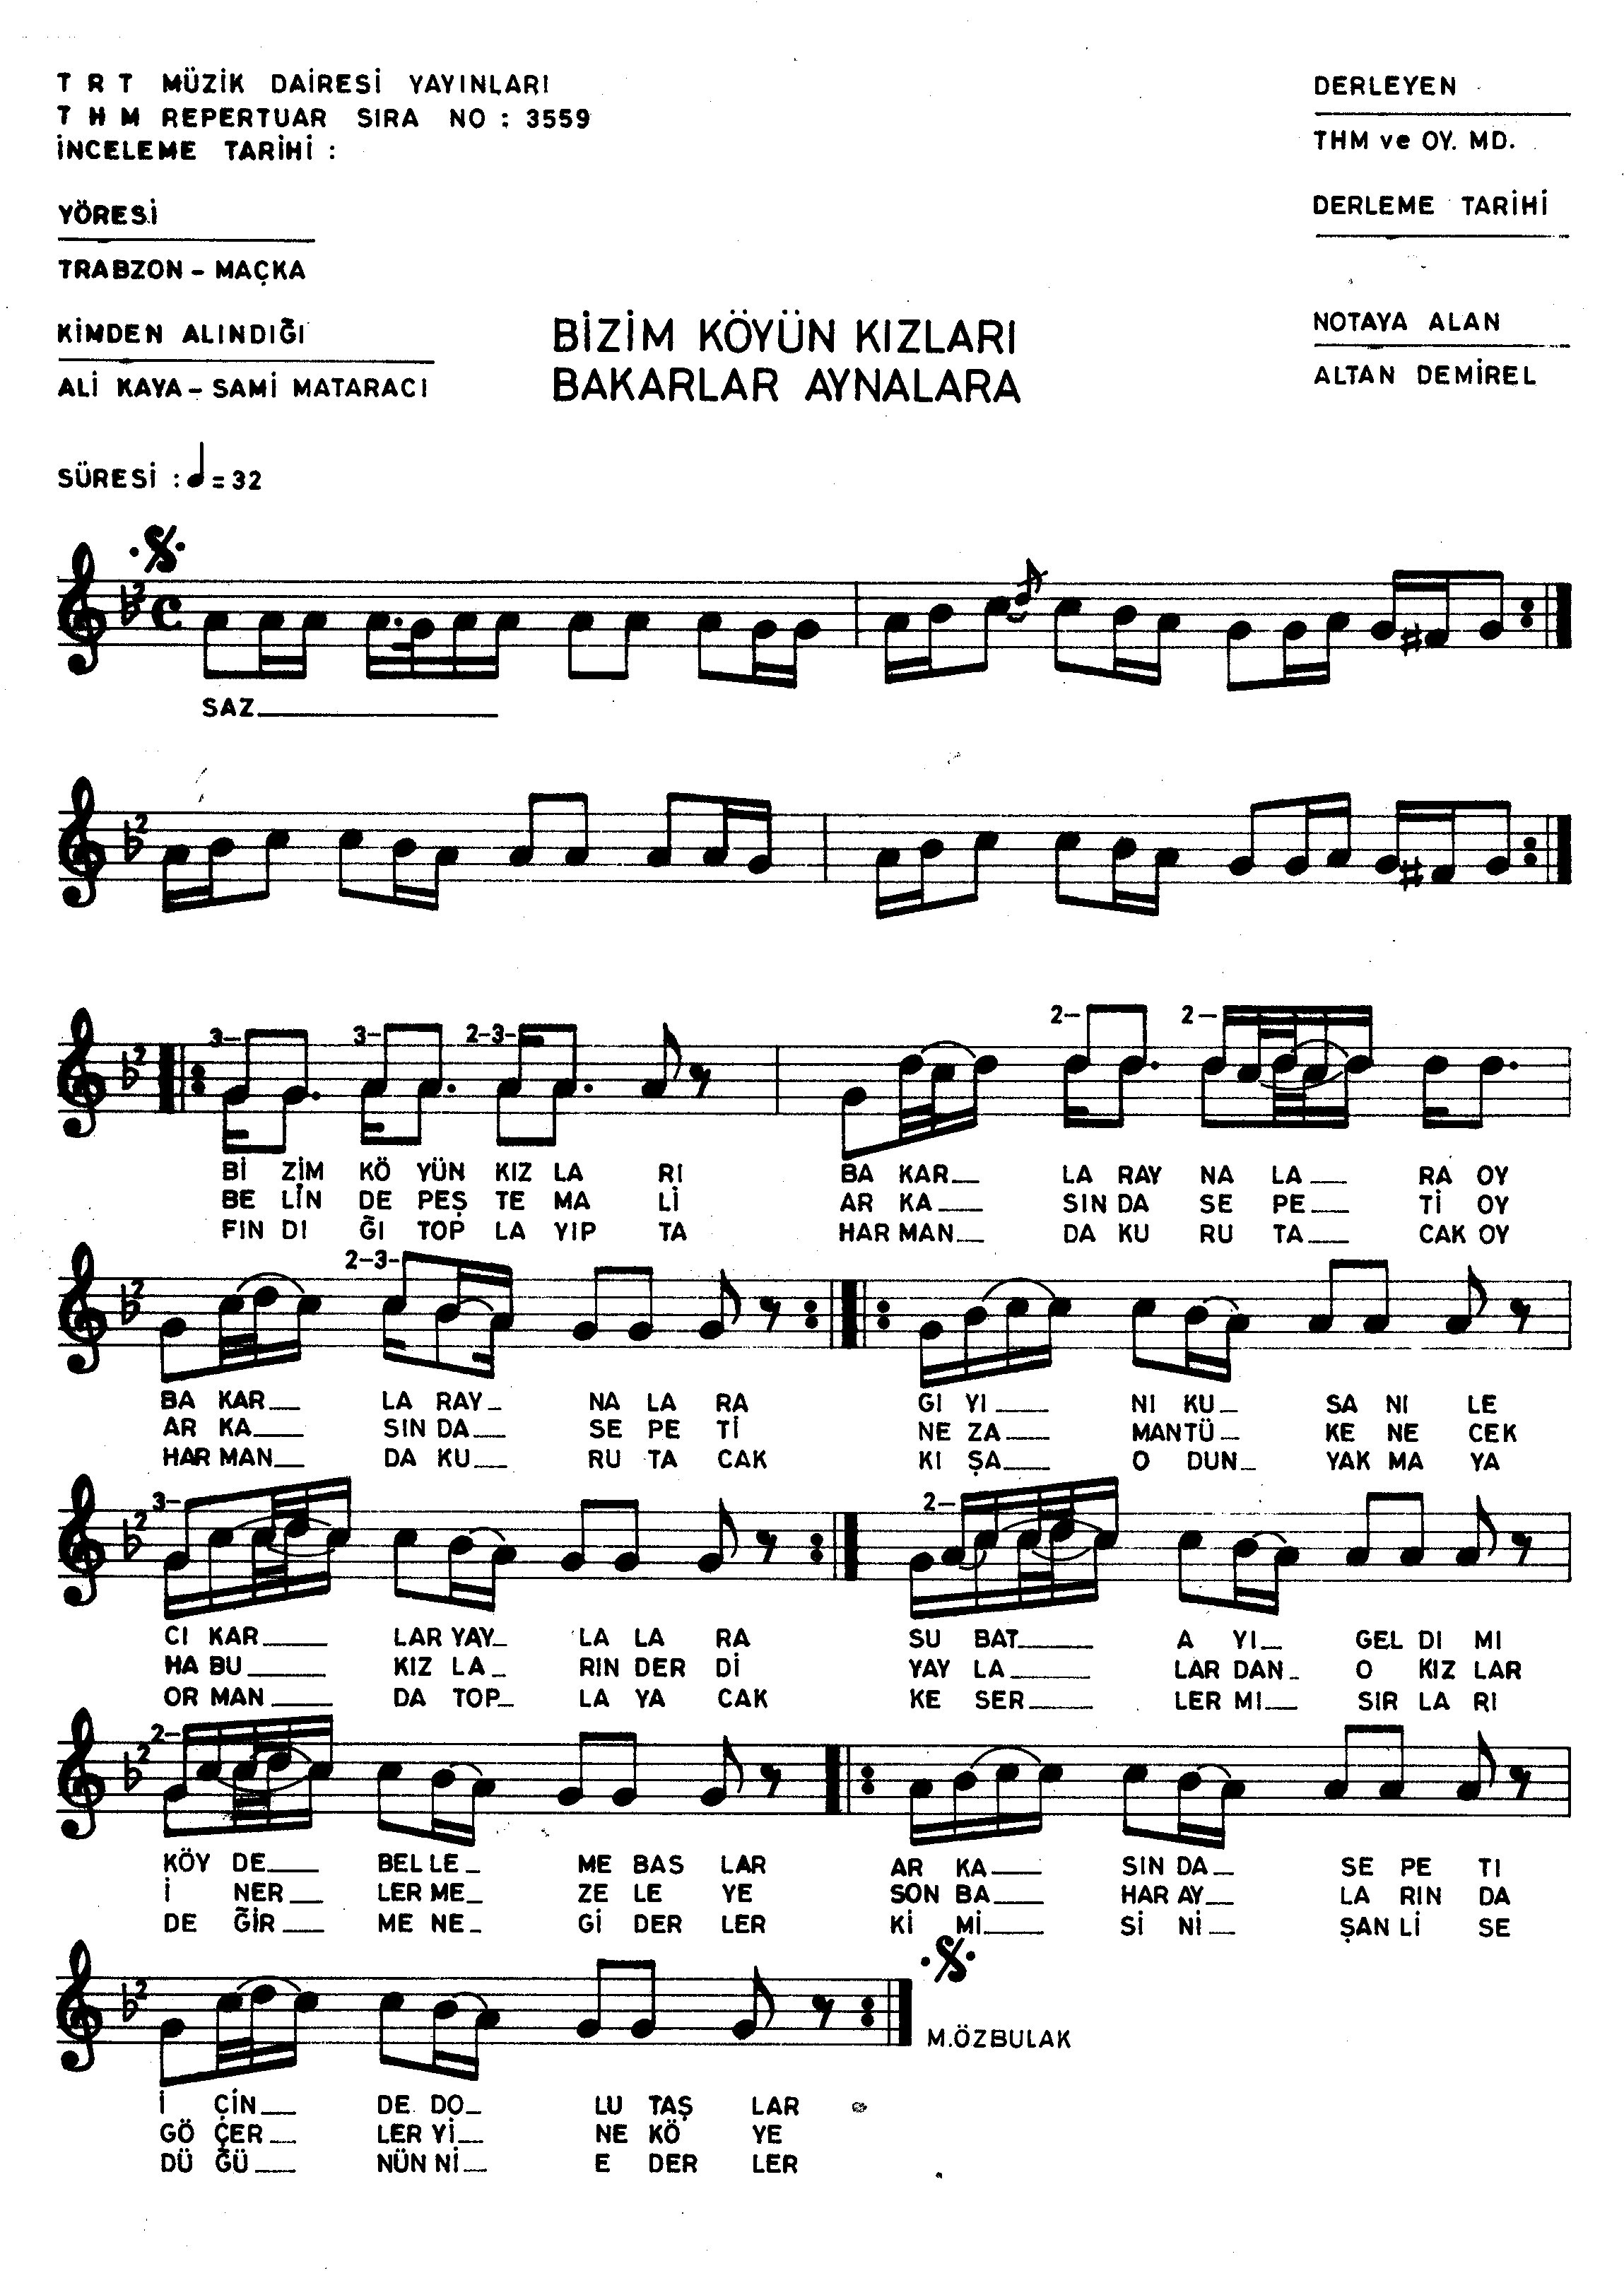 T R T MÜZİK DAİRESİ YAYINLARI
T H M REPERTUAR SIRA NO : 3559
İNCELEME TARİHİ :
DERLEYEN
THM ve OY. MD.
YÖRESİ
TRABZON - MAÇKA
DERLEME TARİHİ
KİMDEN ALINDIĞI
ALİ KAYA - SAMİ MATARACI
BİZİM KÖYÜN KIZLARI
BAKARLAR AYNALARA
NOTAYA ALAN
ALTAN DEMİREL
SÜRESİ : ♩ = 32
SAZ
3- 3- 2-3- 2- 2-
Bİ ZİM KÖ YÜN KIZ LA RI BA KAR LA RAY NA LA RA OY
BE LİN DE PEŞ TE MA Lİ AR KA SIN DA SE PE Tİ OY
FIN DI ĞI TOP LA YIP TA HAR MAN DA KU RU TA CAK OY
2-3-
BA KAR LA RAY NA LA RA GI YI NI KU SA NI LE
AR KA SIN DA SE PE Tİ NE ZA MAN TÜ KE NE CEK
HAR MAN DA KU RU TA CAK KI ŞA O DUN YAK MA YA
3- 2-
CI KAR LAR YAY LA LA RA SU BAT A YI GEL DI MI
HA BU KIZ LA RIN DER Dİ YAY LA LAR DAN O KIZ LAR
OR MAN DA TOP LA YA CAK KE SER LER MI SIR LA RI
2-
KÖY DE BEL LE ME BAS LAR AR KA SIN DA SE PE TI
İ NER LER ME ZE LE YE SON BA HAR AY LA RIN DA
DE ĞİR ME NE Gİ DER LER Kİ Mİ Sİ Nİ ŞAN Lİ SE
M.ÖZBULAK
İ ÇİN DE DO LU TAŞ LAR
GÖ ÇER LER Yİ NE KÖ YE
DÜ ĞÜ NÜN Nİ E DER LER